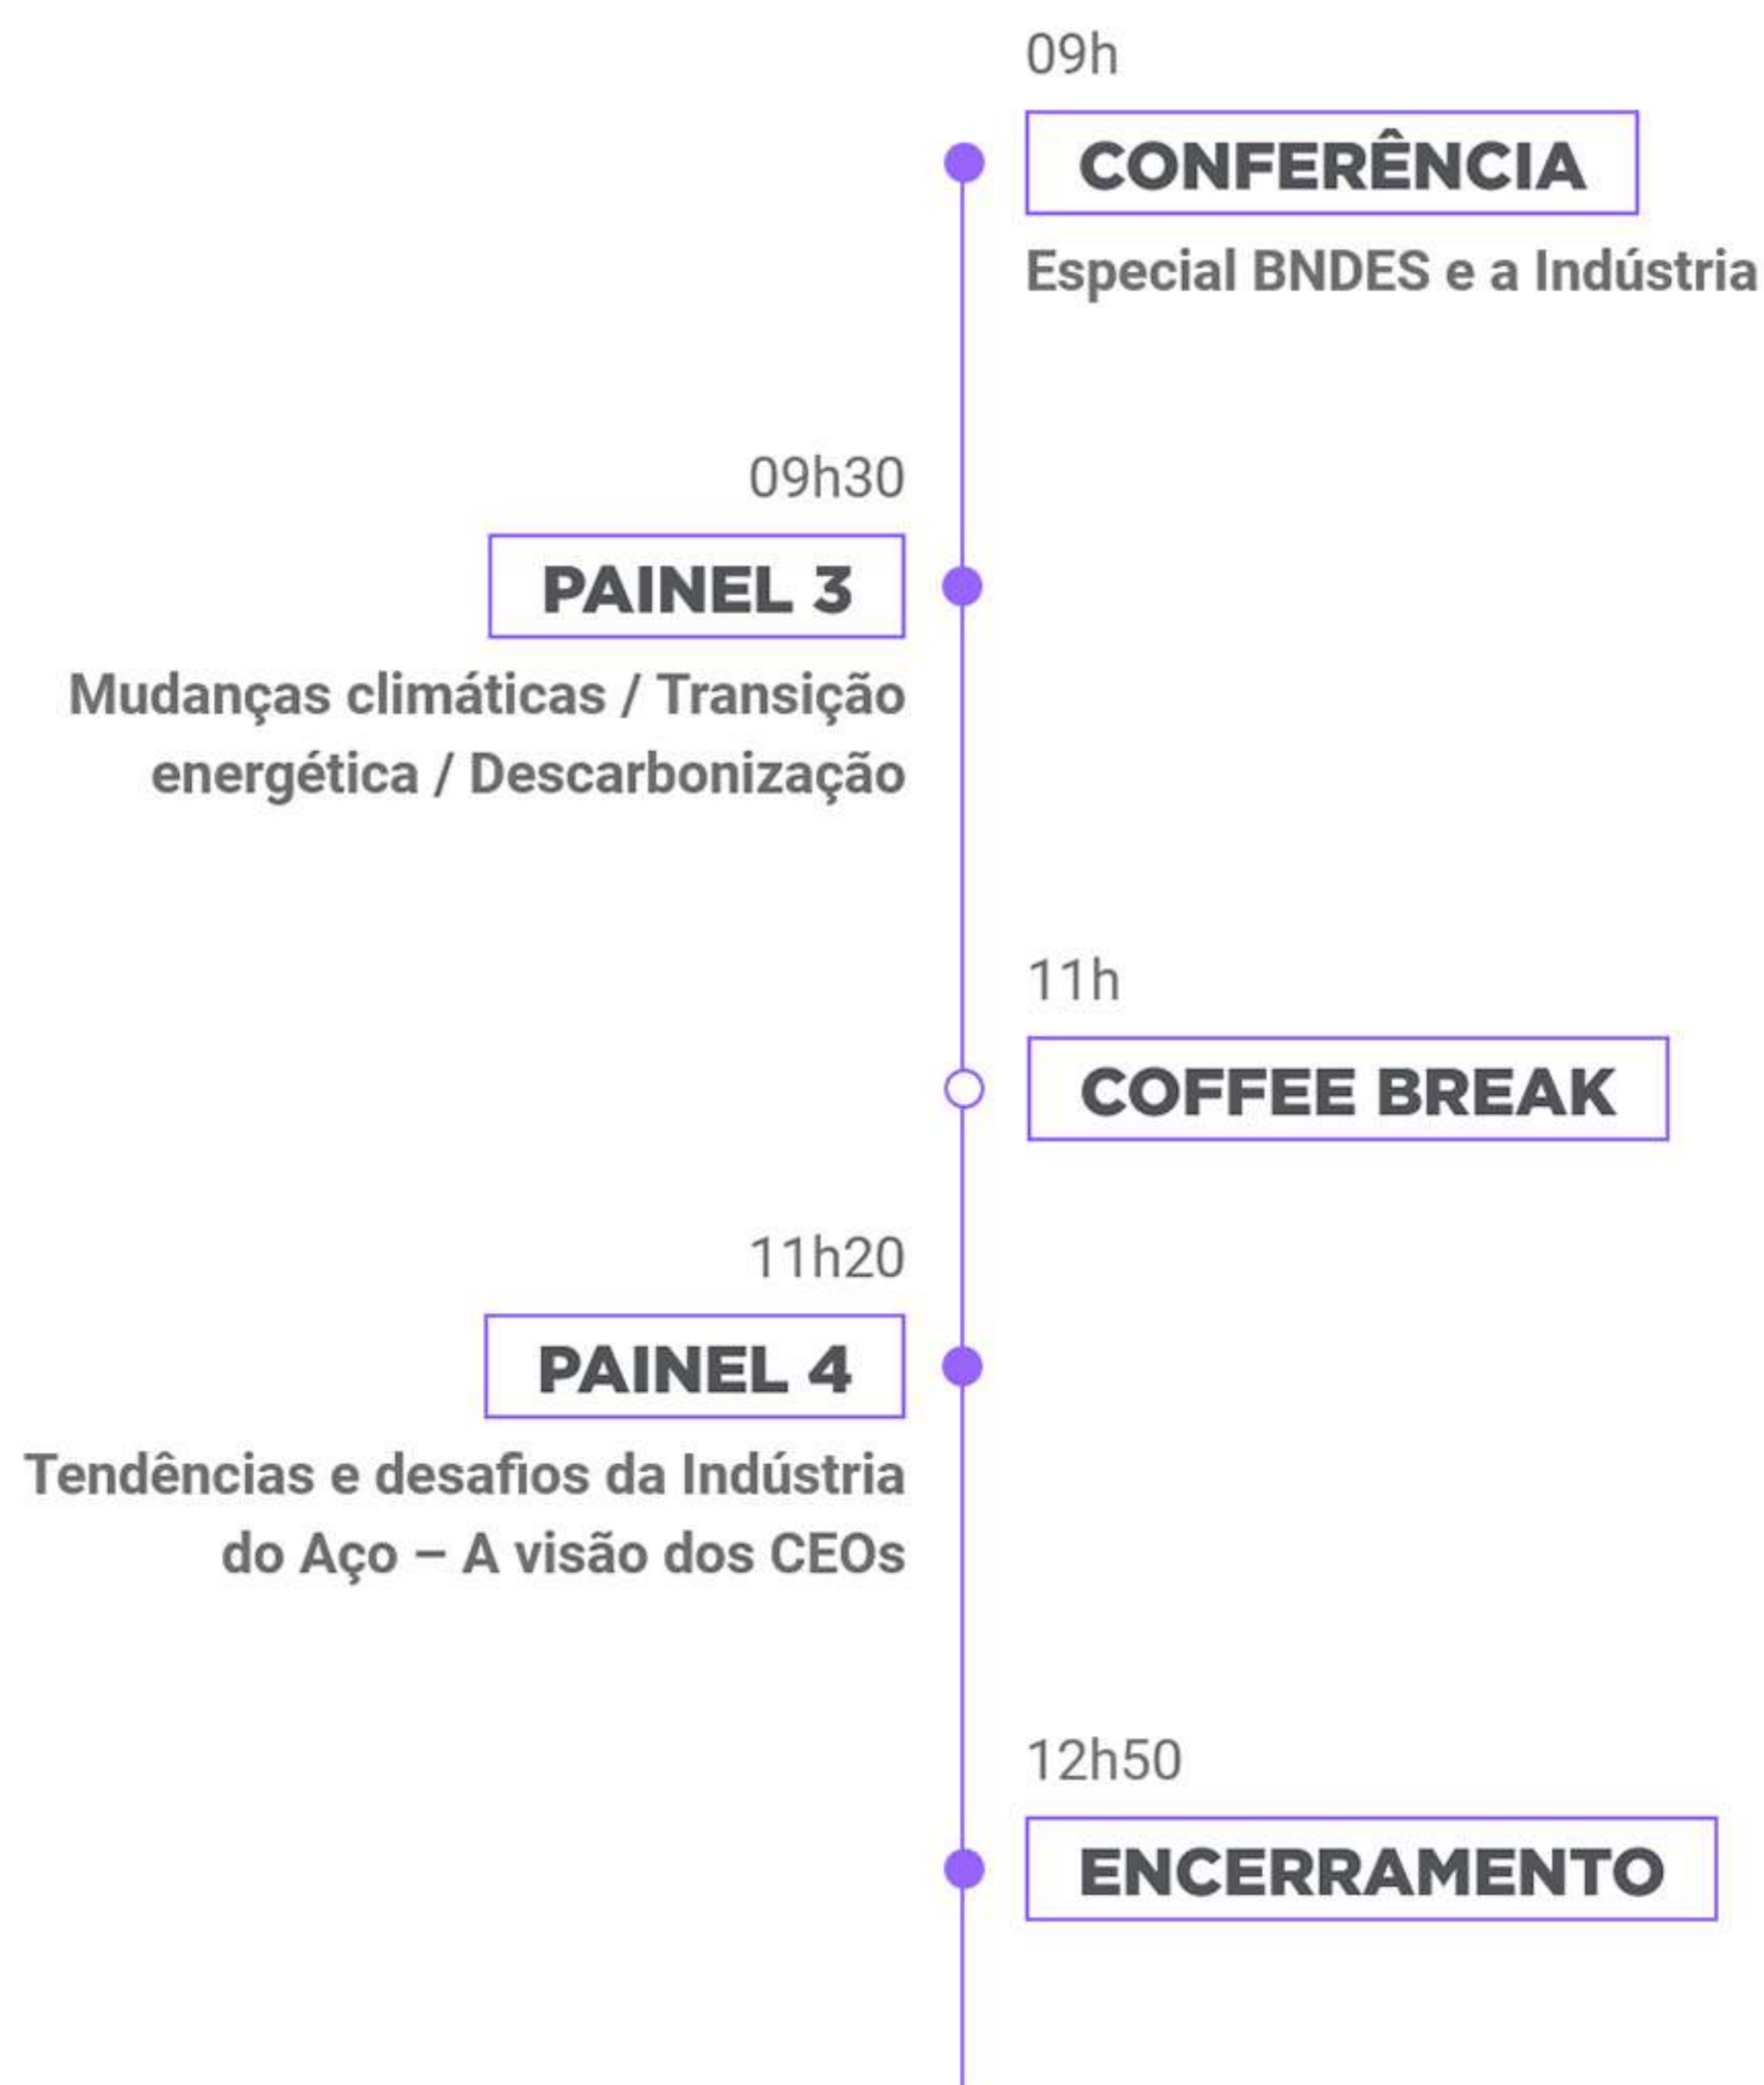 09h
CONFERÊNCIA
Especial BNDES e a Indústria
09h30
PAINEL 3
Mudanças climáticas / Transição
energética / Descarbonização
11h
COFFEE BREAK
11h20
PAINEL 4
Tendências e desafios da Indústria
do Aço – A visão dos CEOs
12h50
ENCERRAMENTO